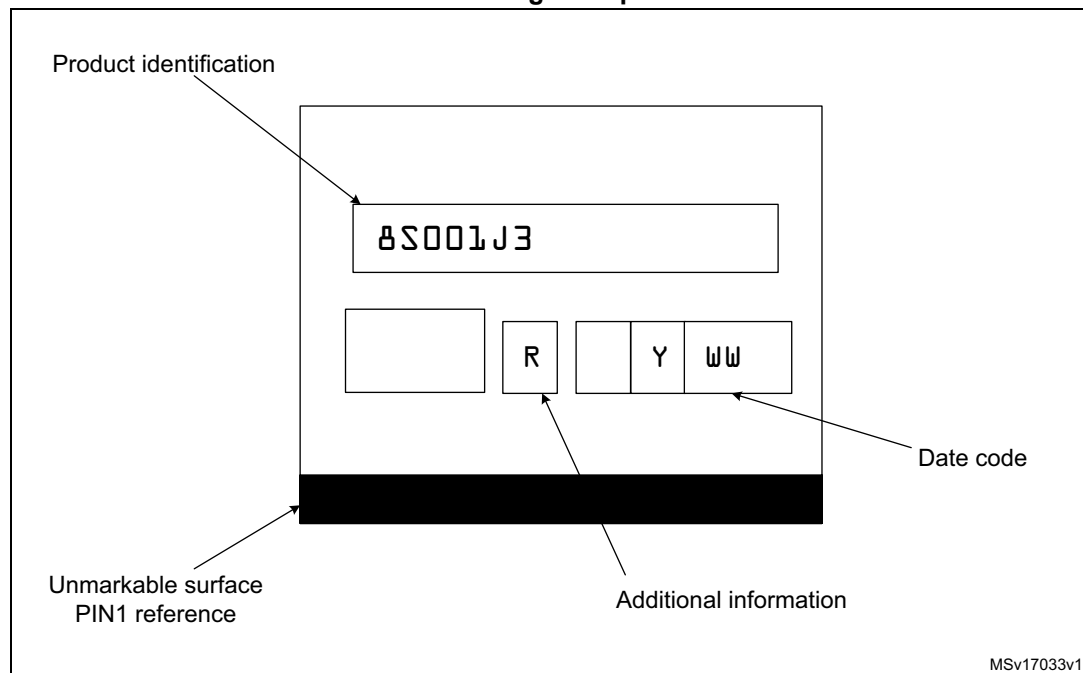 Product identification
8S001J3
R Y WW
Date code
Unmarkable surface
PIN1 reference
Additional information
MSv17033v1